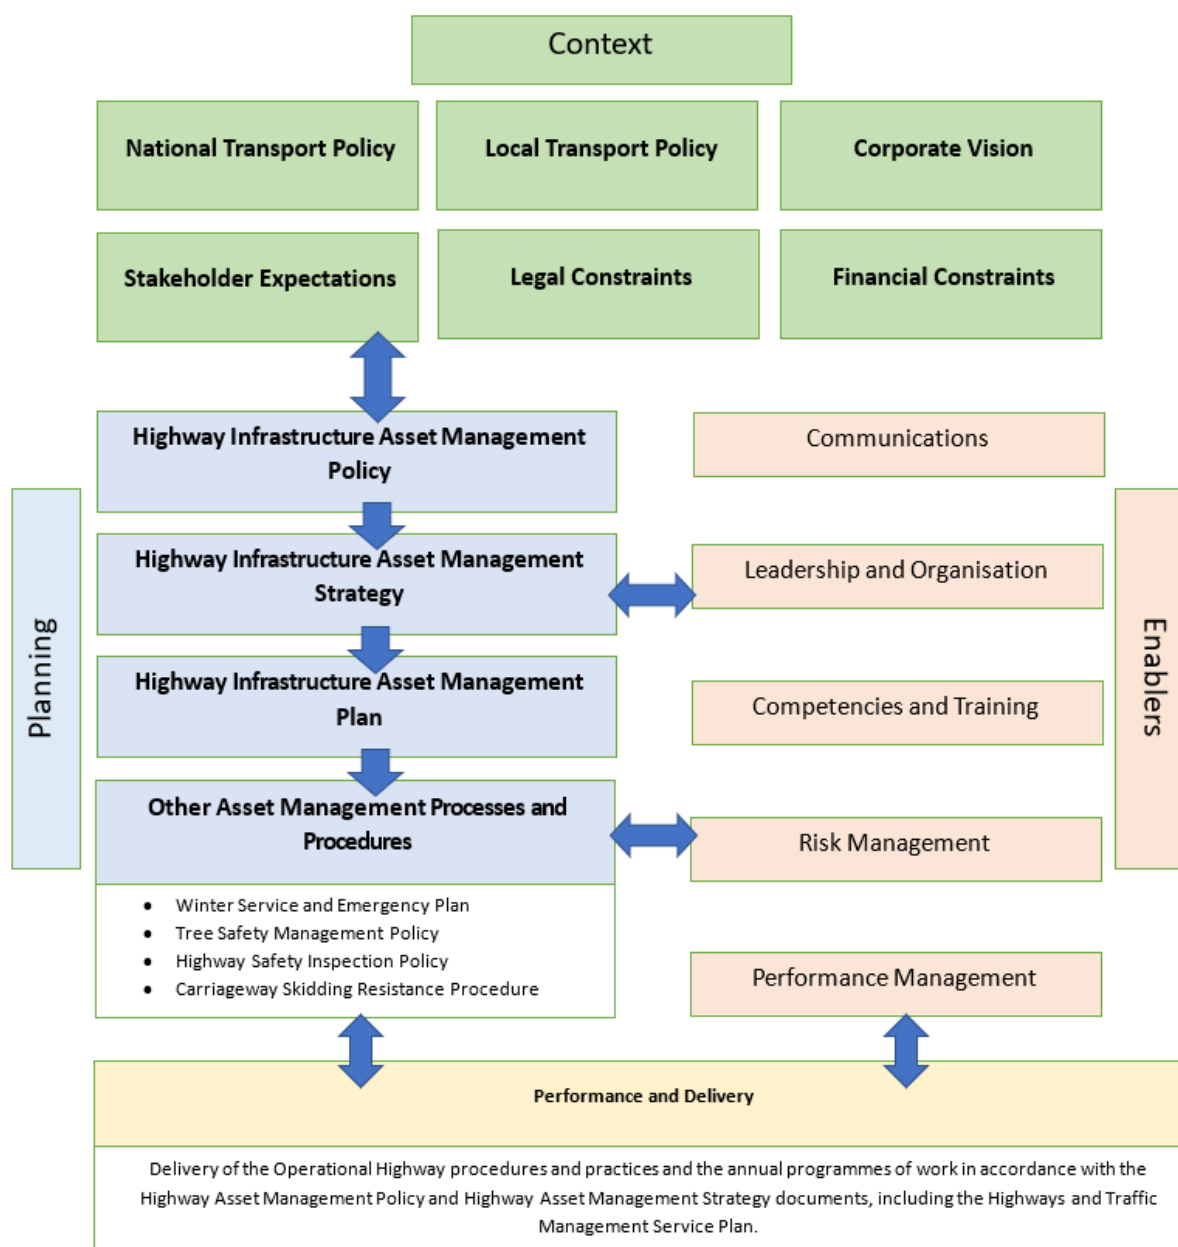 Context
National Transport Policy
Local Transport Policy
Corporate Vision
Stakeholder Expectations
Legal Constraints
Financial Constraints
Planning
Highway Infrastructure Asset Management
Policy
Highway Infrastructure Asset Management
Strategy
Highway Infrastructure Asset Management
Plan
Other Asset Management Processes and
Procedures
• Winter Service and Emergency Plan
• Tree Safety Management Policy
• Highway Safety Inspection Policy
• Carriageway Skidding Resistance Procedure
Communications
Leadership and Organisation
Competencies and Training
Risk Management
Performance Management
Enablers
Performance and Delivery
Delivery of the Operational Highway procedures and practices and the annual programmes of work in accordance with the
Highway Asset Management Policy and Highway Asset Management Strategy documents, including the Highways and Traffic
Management Service Plan.